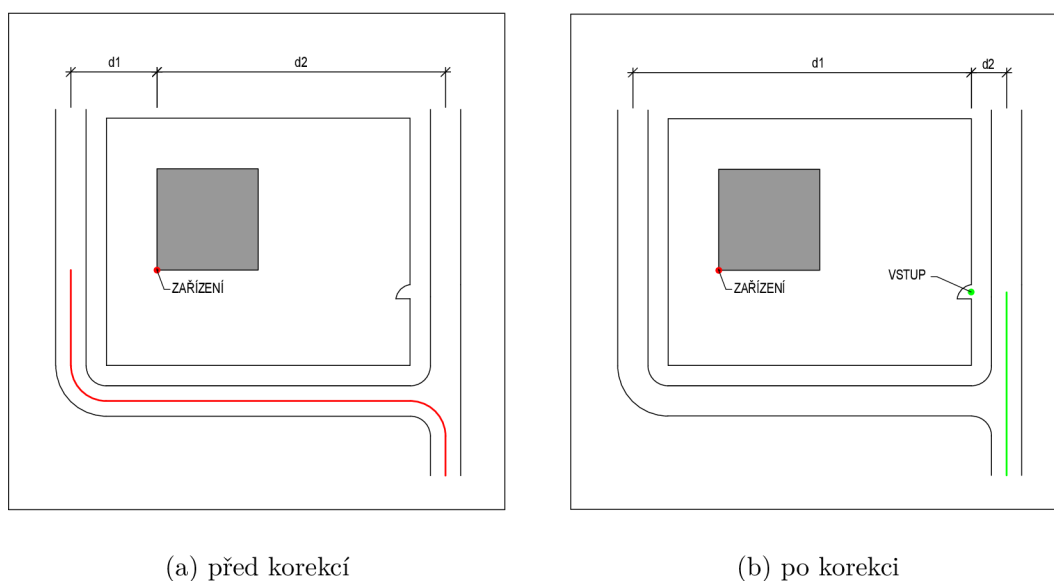 d1 d2
ZAŘÍZENÍ
(a) před korekcí
d1 d2
VSTUP
ZAŘÍZENÍ
(b) po korekci